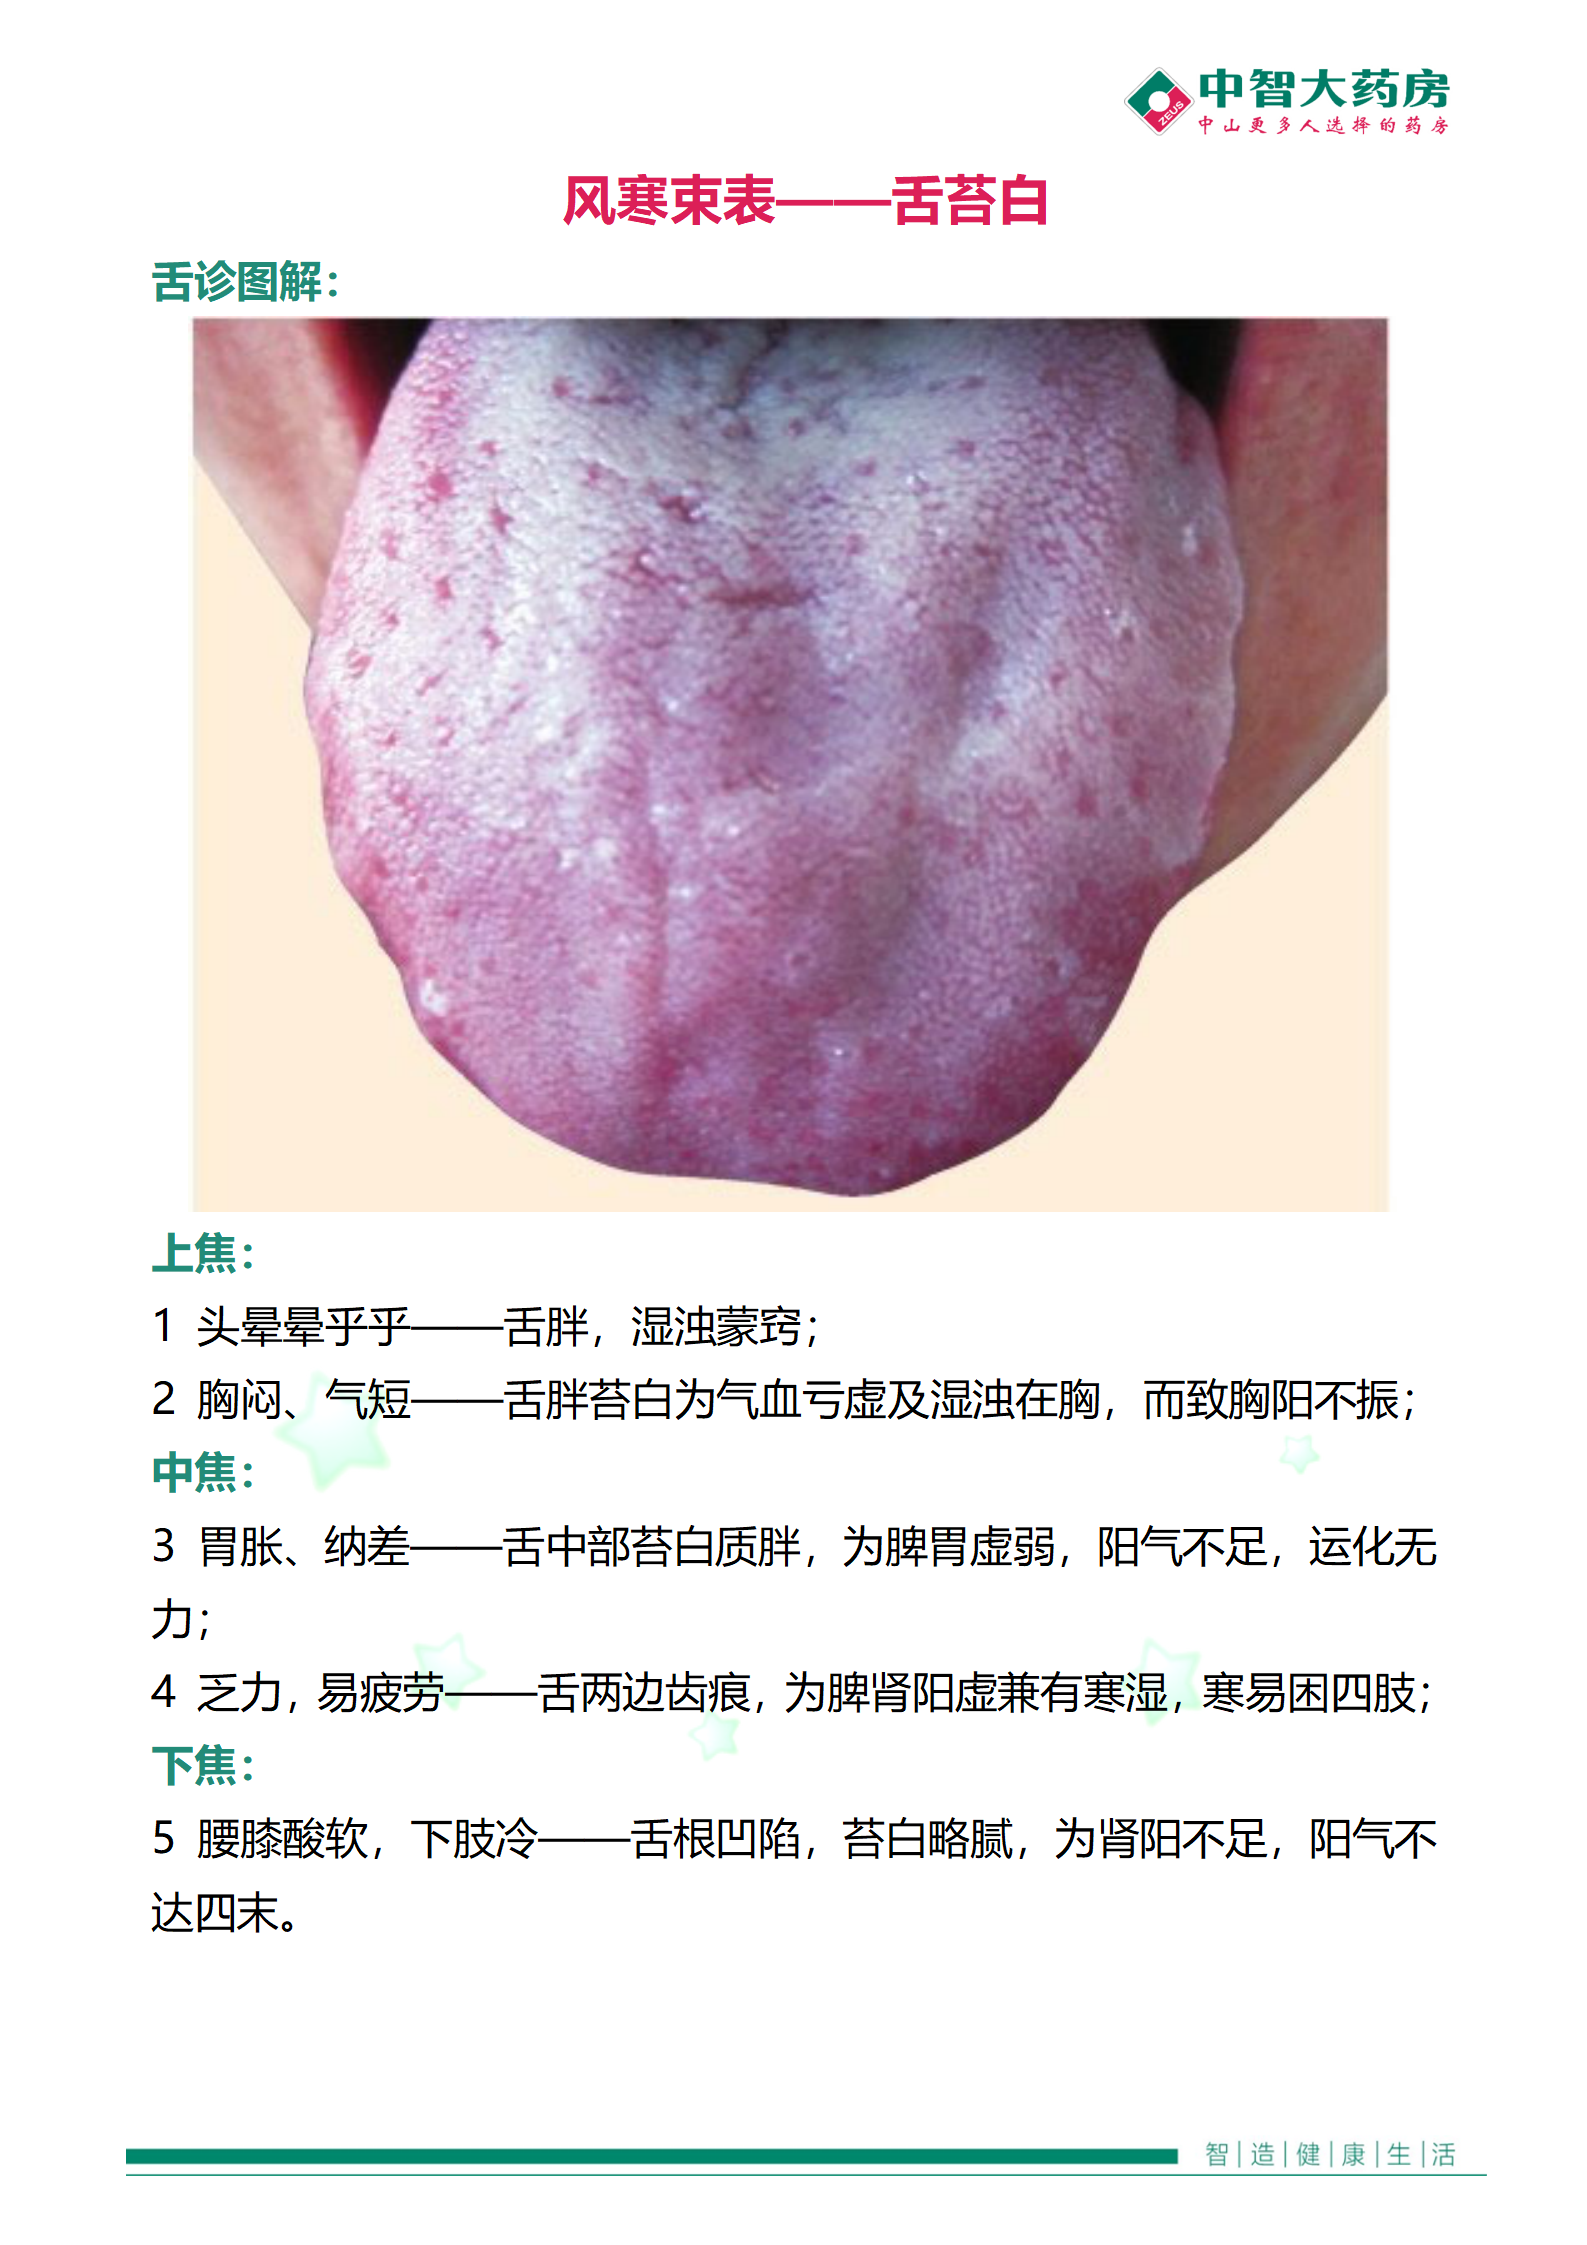 中智大药房
ZEUS
中山更多人选择的药房
风寒束表——舌苔白
舌诊图解：
上焦：
1 头晕晕乎乎——舌胖，湿浊蒙窍；
2 胸闷、气短——舌胖苔白为气血亏虚及湿浊在胸，而致胸阳不振；
中焦：
3 胃胀、纳差——舌中部苔白质胖，为脾胃虚弱，阳气不足，运化无
力；
4 乏力，易疲劳——舌两边齿痕，为脾肾阳虚兼有寒湿，寒易困四肢；
下焦：
5 腰膝酸软，下肢冷——舌根凹陷，苔白略腻，为肾阳不足，阳气不
达四末。
智|造|健|康|生|活